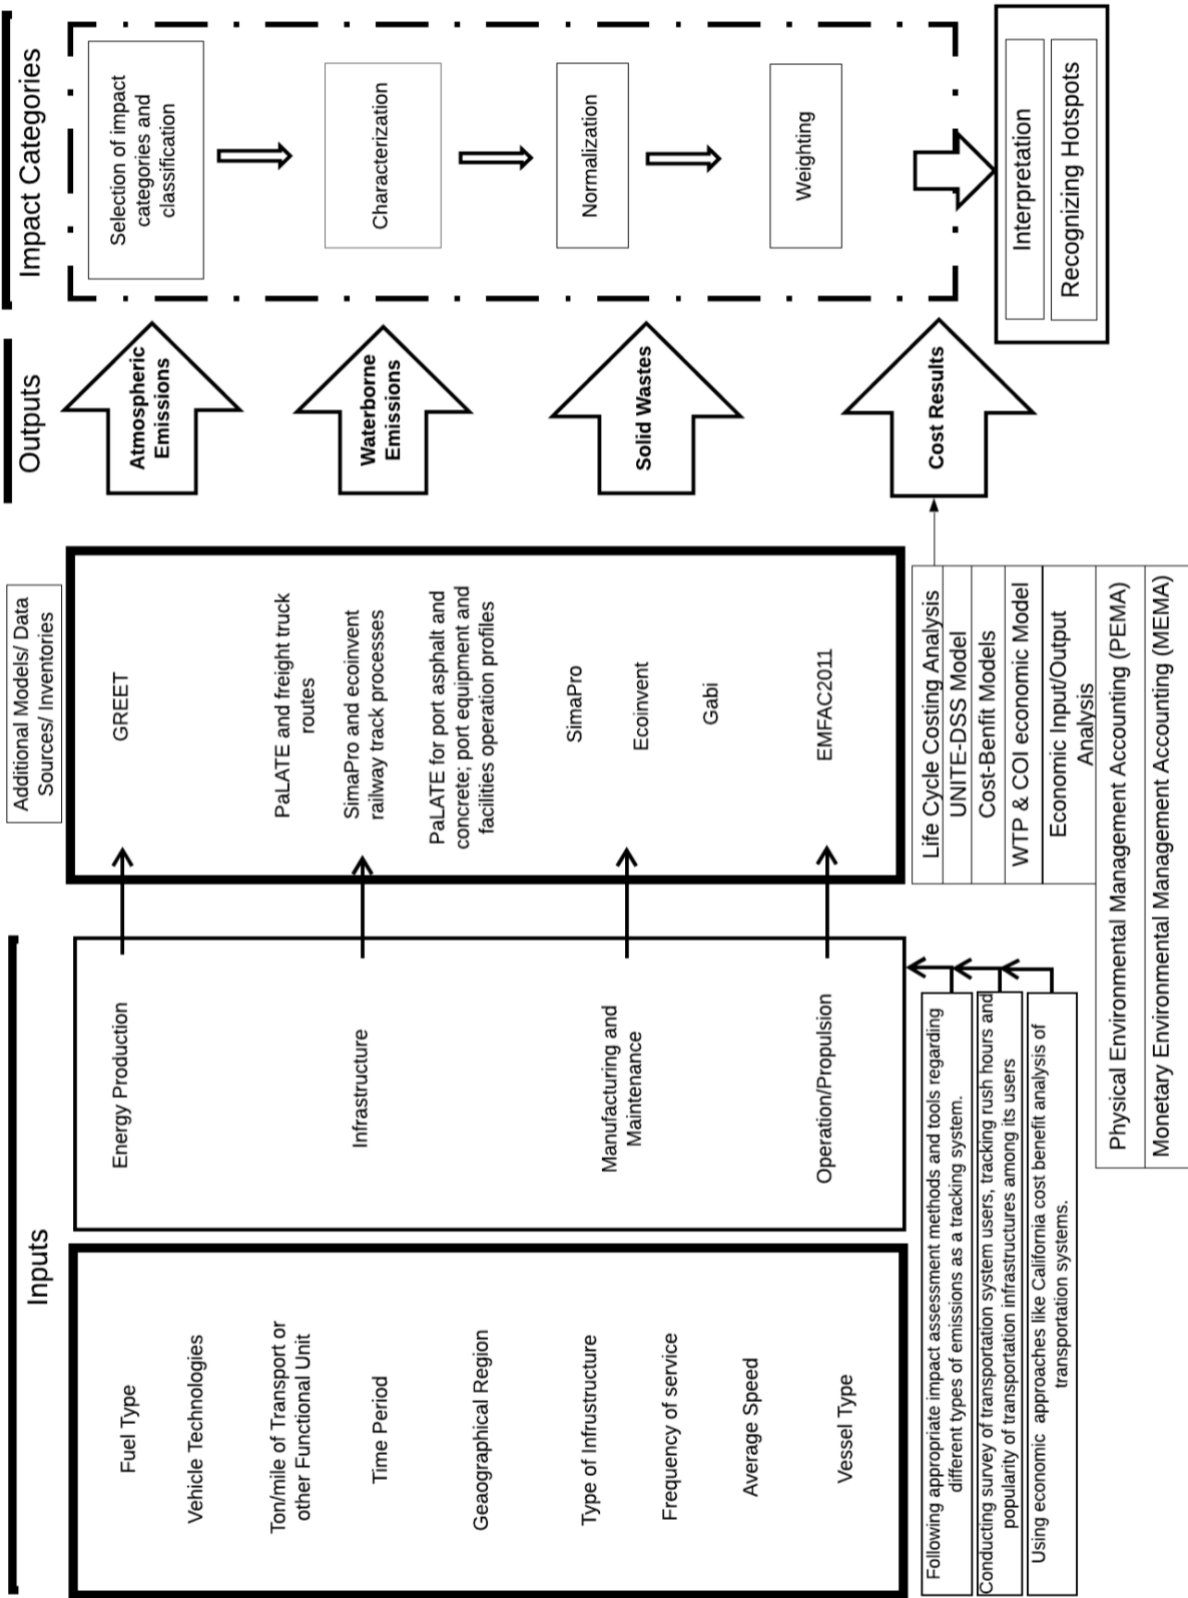 Inputs
Fuel Type
Vehicle Technologies
Ton/mile of Transport or
other Functional Unit
Time Period
Geaographical Region
Type of Infrustructure
Frequency of service
Average Speed
Vessel Type
Energy Production
Infrastructure
Manufacturing and
Maintenance
Operation/Propulsion
Following appropriate impact assessment methods and tools regarding
different types of emissions as a tracking system.
Conducting survey of transportation system users, tracking rush hours and
popularity of transportation infrastructures among its users
Using economic approaches like California cost benefit analysis of
transportation systems.
Additional Models/ Data
Sources/ Inventories
GREET
PaLATE and freight truck
routes
SimaPro and ecoinvent
railway track processes
PaLATE for port asphalt and
concrete; port equipment and
facilities operation profiles
SimaPro
Ecoinvent
Gabi
EMFAC2011
Life Cycle Costing Analysis
UNITE-DSS Model
Cost-Benefit Models
WTP & COI economic Model
Economic Input/Output
Analysis
Physical Environmental Management Accounting (PEMA)
Monetary Environmental Management Accounting (MEMA)
Outputs
Atmospheric
Emissions
Waterborne
Emissions
Solid Wastes
Cost Results
Impact Categories
Selection of impact
categories and
classification
Characterization
Normalization
Weighting
Interpretation
Recognizing Hotspots